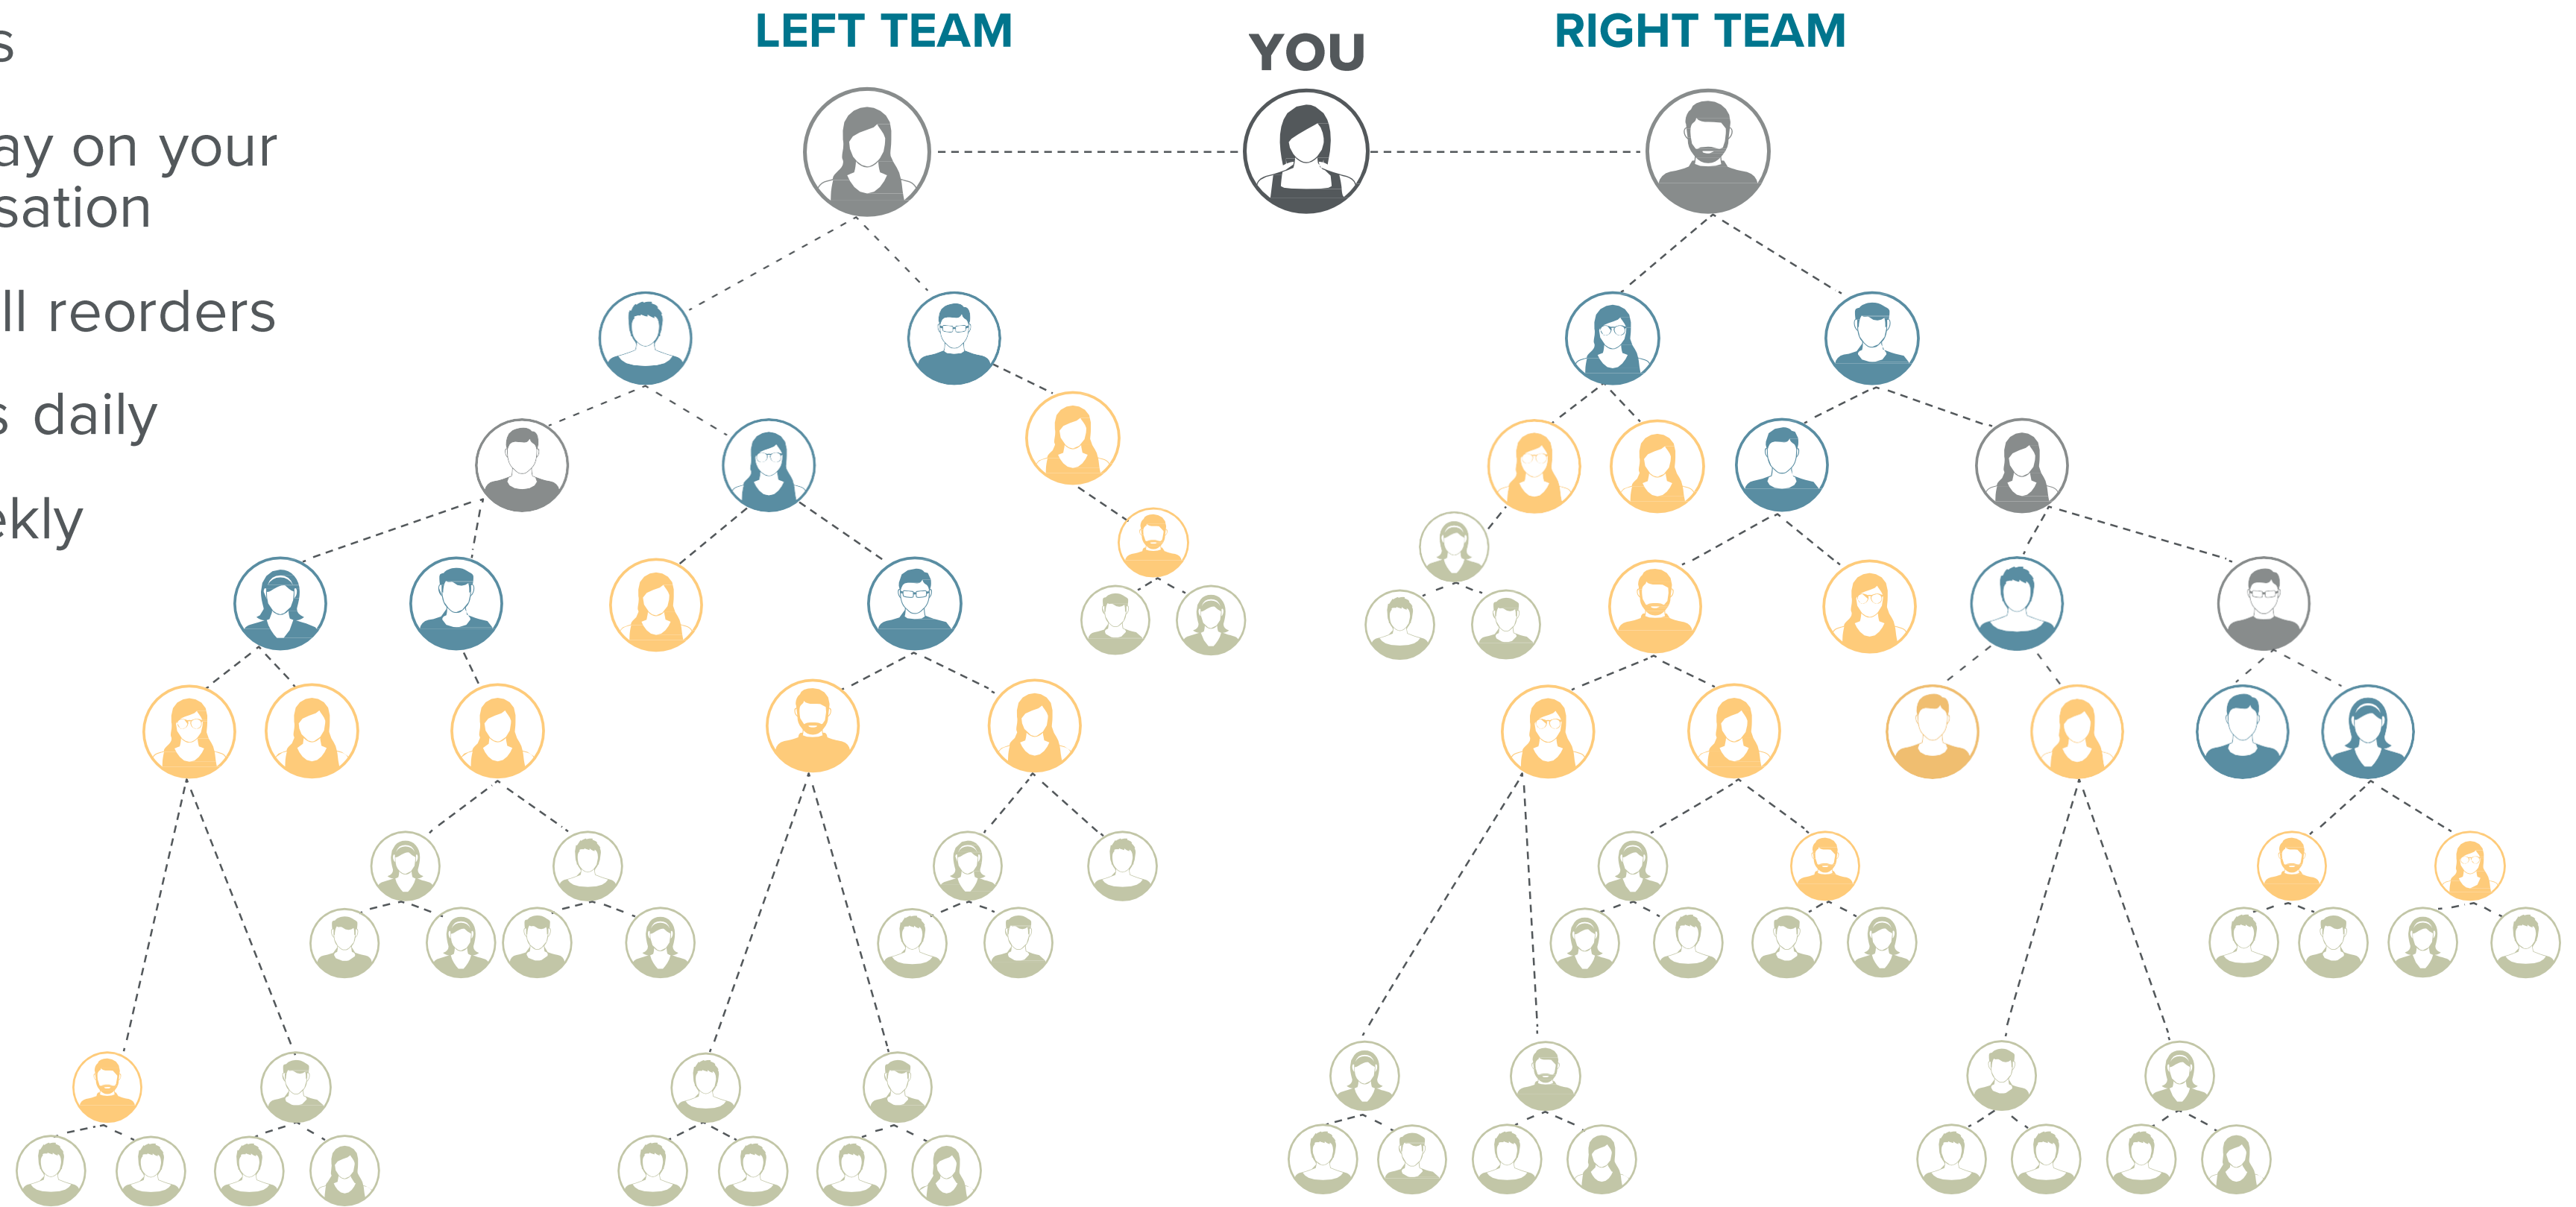 LEFT TEAM
YOU
RIGHT TEAM
s
ay on your
sation
ll reorders
s daily
ekly